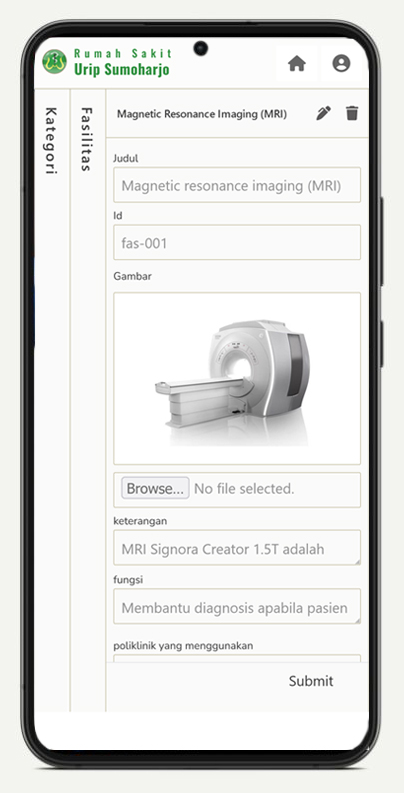 Rumah Sakit
Urip Sumoharjo
Kategori
Fasilitas
Magnetic Resonance Imaging (MRI)
Judul
Magnetic resonance imaging (MRI)
Id
fas-001
Gambar
Browse... No file selected.
keterangan
MRI Signora Creator 1.5T adalah
fungsi
Membantu diagnosis apabila pasien
poliklinik yang menggunakan
Submit